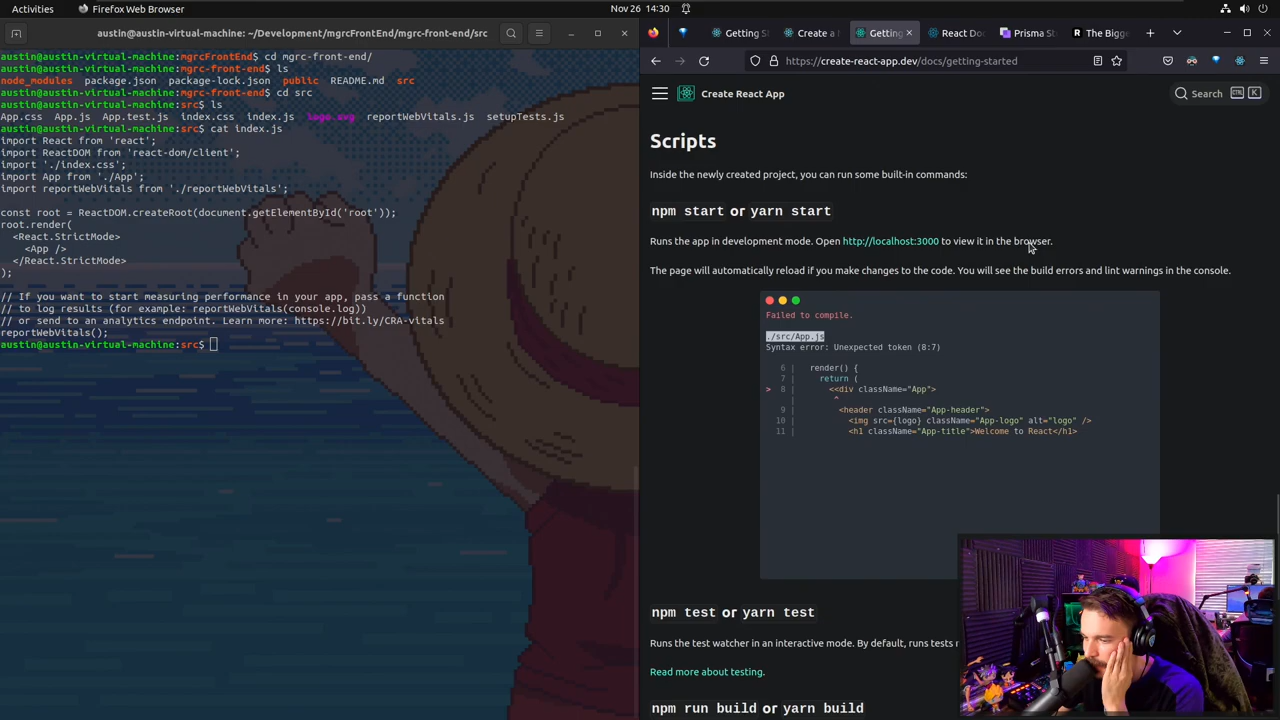 Activities
Firefox Web Browser
Nov 26 14:30
austin@austin-virtual-machine: ~/Development/mgrcFrontEnd/mgrc-front-end/src
austin@austin-virtual-machine:mgrcFrontEnd$ cd mgrc-front-end/
austin@austin-virtual-machine:mgrc-front-end$ ls
node_modules package.json package-lock.json public README.md src
austin@austin-virtual-machine:mgrc-front-end$ cd src
austin@austin-virtual-machine:src$ ls
App.css App.js App.test.js index.css index.js logo.svg reportWebVitals.js setupTests.js
austin@austin-virtual-machine:src$ cat index.js
import React from 'react';
import ReactDOM from 'react-dom/client';
import './index.css';
import App from './App';
import reportWebVitals from './reportWebVitals';
const root = ReactDOM.createRoot(document.getElementById('root'));
root.render(
<React.StrictMode>
<App />
</React.StrictMode>
);
// If you want to start measuring performance in your app, pass a function
// to log results (for example: reportWebVitals(console.log))
// or send to an analytics endpoint. Learn more: https://bit.ly/CRA-vitals
reportWebVitals();
austin@austin-virtual-machine:src$
Getting S
Create a
Getting
React Do
Prisma St
The Bigge
https://create-react-app.dev/docs/getting-started
Create React App
Search CTRL K
Scripts
Inside the newly created project, you can run some built-in commands:
npm start or yarn start
Runs the app in development mode. Open http://localhost:3000 to view it in the browser.
The page will automatically reload if you make changes to the code. You will see the build errors and lint warnings in the console.
Failed to compile.
./src/App.js
Syntax error: Unexpected token (8:7)
6 | render() {
7 | return (
> 8 | <<div className="App">
| ^
9 | <header className="App-header">
10 | <img src={logo} className="App-logo" alt="logo" />
11 | <h1 className="App-title">Welcome to React</h1>
npm test or yarn test
Runs the test watcher in an interactive mode. By default, runs tests
Read more about testing.
npm run build or yarn build